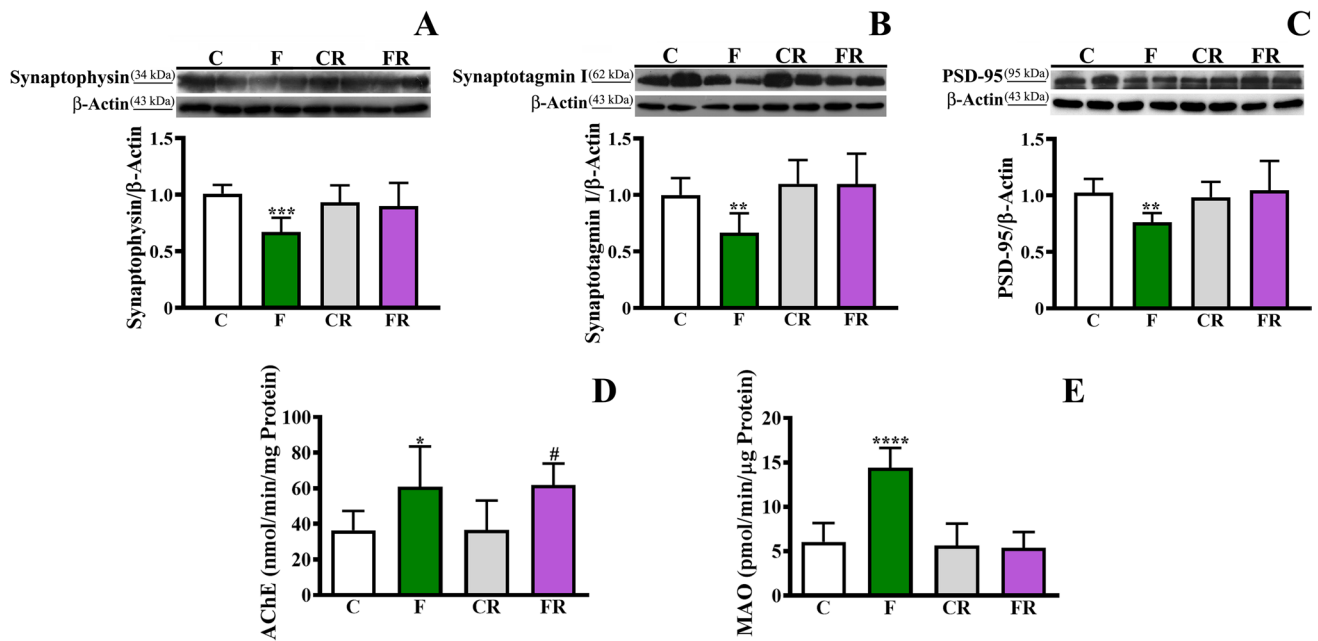 A
C F CR FR
Synaptophysin (34 kDa)
β-Actin (43 kDa)
Synaptophysin/β-Actin
1.5
1.0
0.5
0
C F CR FR
B
C F CR FR
Synaptotagmin I (62 kDa)
β-Actin (43 kDa)
Synaptotagmin I/β-Actin
1.5
1.0
0.5
0
**
C F CR FR
C
C F CR FR
PSD-95 (95 kDa)
β-Actin (43 kDa)
PSD-95/β-Actin
1.5
1.0
0.5
0
**
C F CR FR
***
D
AChE (nmol/min/mg Protein)
100
80
60
40
20
0
* #
C F CR FR
E
MAO (pmol/min/µg Protein)
20
15
10
5
0
****
C F CR FR